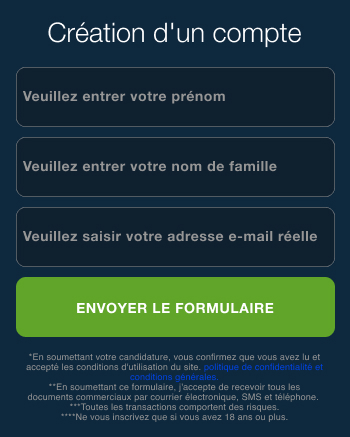 Création d'un compte
Veuillez entrer votre prénom
Veuillez entrer votre nom de famille
Veuillez saisir votre adresse e-mail réelle
ENVOYER LE FORMULAIRE
*En soumettant votre candidature, vous confirmez que vous avez lu et
accepté les conditions d'utilisation du site. politique de confidentialité et
conditions générales.
**En soumettant ce formulaire, j'accepte de recevoir tous les
documents commerciaux par courrier électronique, SMS et téléphone.
***Toutes les transactions comportent des risques.
****Ne vous inscrivez que si vous avez 18 ans ou plus.